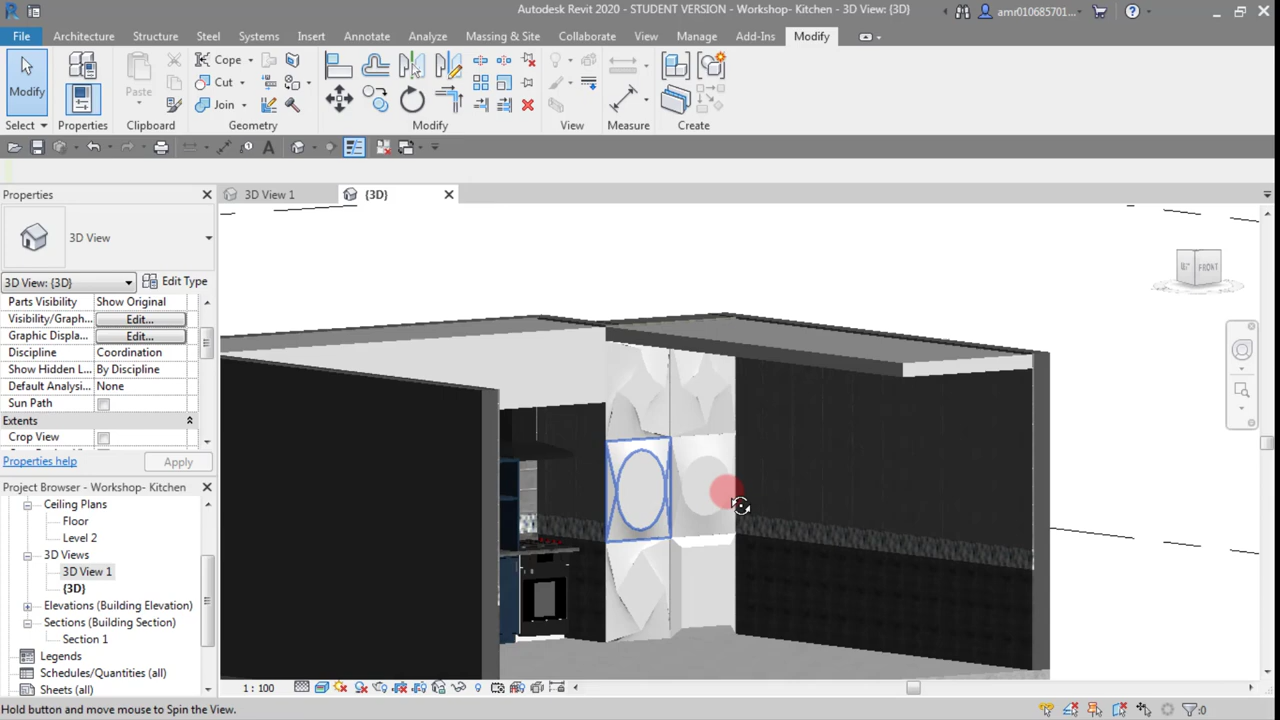 Autodesk Revit 2020 - STUDENT VERSION - Workshop- Kitchen - 3D View: {3D}
amr010685701...
File Architecture Structure Steel Systems Insert Annotate Analyze Massing & Site Collaborate View Manage Add-Ins Modify
Modify
Paste
Cope
Cut
Join
Select Properties Clipboard Geometry Modify View Measure Create
Properties
3D View 1
{3D}
3D View
3D View: {3D}
Edit Type
Parts Visibility Show Original
Visibility/Graph... Edit...
Graphic Displa... Edit...
Discipline Coordination
Show Hidden L... By Discipline
Default Analysi... None
Sun Path
Extents
Crop View
Properties help
Apply
Project Browser - Workshop- Kitchen
Ceiling Plans
Floor
Level 2
3D Views
3D View 1
{3D}
Elevations (Building Elevation)
Sections (Building Section)
Section 1
Legends
Schedules/Quantities (all)
Sheets (all)
FRONT
1 : 100
Hold button and move mouse to Spin the View.
:0